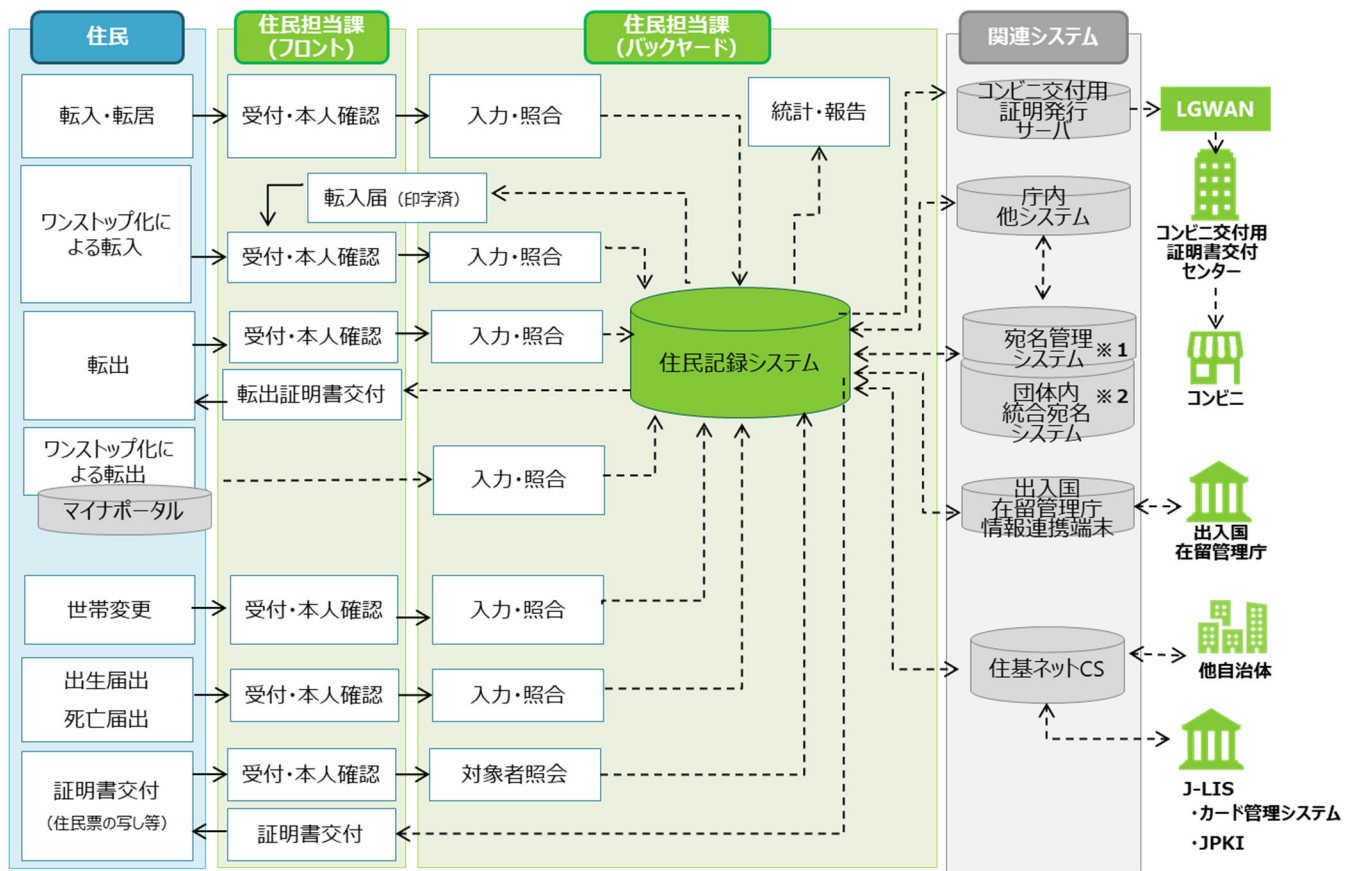 住民
住民担当課
(フロント)
住民担当課
(バックヤード)
関連システム
転入・転居
受付・本人確認
入力・照合
統計・報告
コンビニ交付用
証明発行
サーバ
LGWAN
転入届（印字済）
庁内
他システム
ワンストップ化に
よる転入
受付・本人確認
入力・照合
コンビニ交付用
証明書交付
センター
転出
受付・本人確認
入力・照合
住民記録システム
宛名管理
システム
※1
団体内
統合宛名
システム
※2
コンビニ
転出証明書交付
ワンストップ化に
よる転出
マイナポータル
入力・照合
出入国
在留管理庁
情報連携端末
出入国
在留管理庁
世帯変更
受付・本人確認
入力・照合
住基ネットCS
他自治体
出生届出
死亡届出
受付・本人確認
入力・照合
証明書交付
（住民票の写し等）
受付・本人確認
対象者照会
証明書交付
J-LIS
・カード管理システム
・JPKI